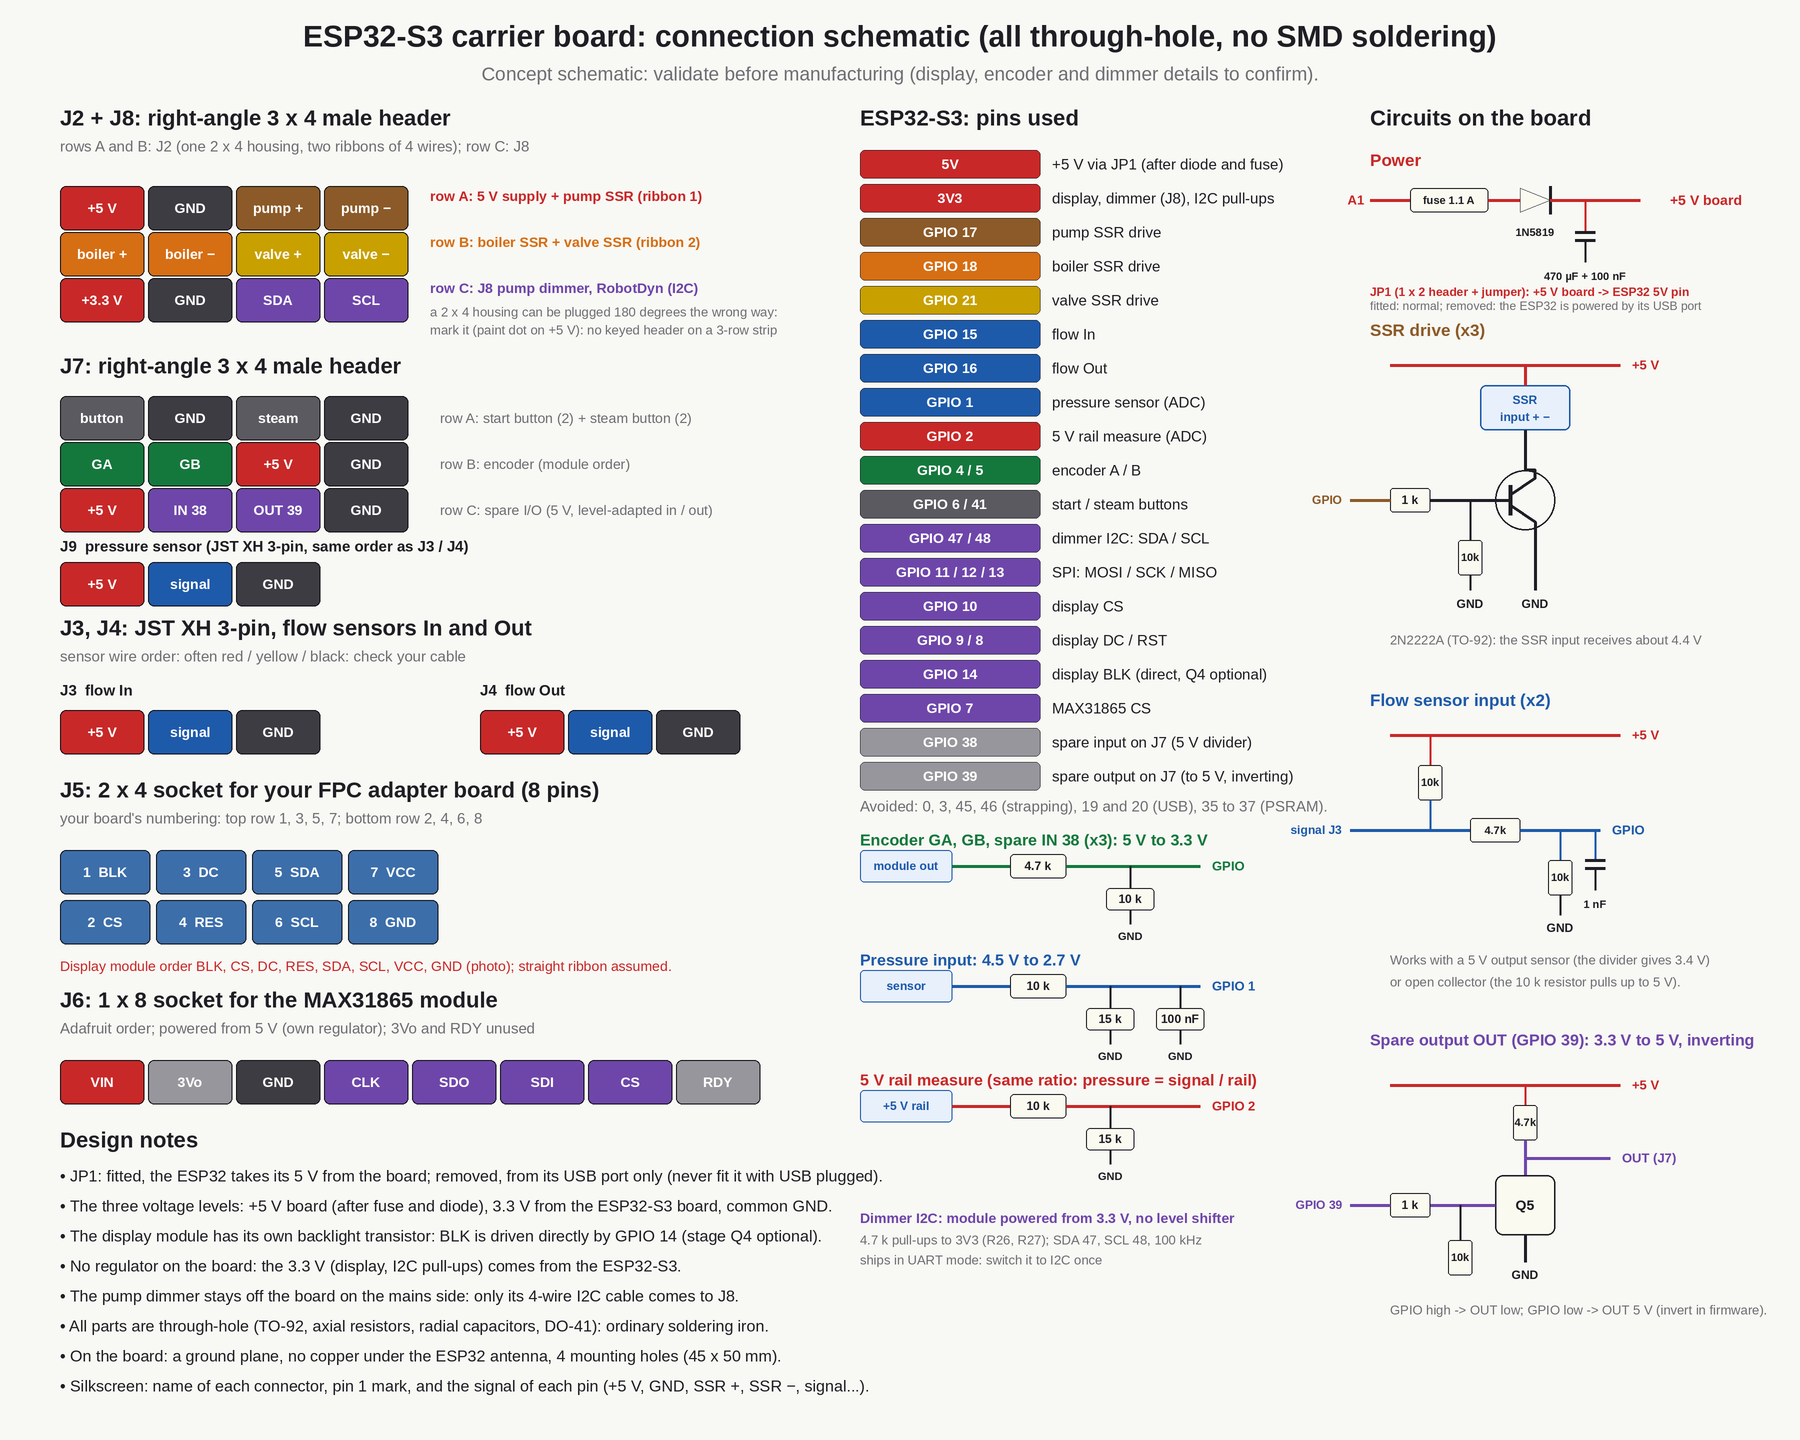 ESP32-S3 carrier board: connection schematic (all through-hole, no SMD soldering)
Concept schematic: validate before manufacturing (display, encoder and dimmer details to confirm).
J2 + J8: right-angle 3 x 4 male header
rows A and B: J2 (one 2 x 4 housing, two ribbons of 4 wires); row C: J8
+5 V GND pump + pump −
row A: 5 V supply + pump SSR (ribbon 1)
boiler + boiler − valve + valve −
row B: boiler SSR + valve SSR (ribbon 2)
+3.3 V GND SDA SCL
row C: J8 pump dimmer, RobotDyn (I2C)
a 2 x 4 housing can be plugged 180 degrees the wrong way:
mark it (paint dot on +5 V): no keyed header on a 3-row strip
J7: right-angle 3 x 4 male header
button GND steam GND
row A: start button (2) + steam button (2)
GA GB +5 V GND
row B: encoder (module order)
+5 V IN 38 OUT 39 GND
row C: spare I/O (5 V, level-adapted in / out)
J9 pressure sensor (JST XH 3-pin, same order as J3 / J4)
+5 V signal GND
J3, J4: JST XH 3-pin, flow sensors In and Out
sensor wire order: often red / yellow / black: check your cable
J3 flow In
+5 V signal GND
J4 flow Out
+5 V signal GND
J5: 2 x 4 socket for your FPC adapter board (8 pins)
your board's numbering: top row 1, 3, 5, 7; bottom row 2, 4, 6, 8
1 BLK 3 DC 5 SDA 7 VCC
2 CS 4 RES 6 SCL 8 GND
Display module order BLK, CS, DC, RES, SDA, SCL, VCC, GND (photo); straight ribbon assumed.
J6: 1 x 8 socket for the MAX31865 module
Adafruit order; powered from 5 V (own regulator); 3Vo and RDY unused
VIN 3Vo GND CLK SDO SDI CS RDY
Design notes
• JP1: fitted, the ESP32 takes its 5 V from the board; removed, from its USB port only (never fit it with USB plugged).
• The three voltage levels: +5 V board (after fuse and diode), 3.3 V from the ESP32-S3 board, common GND.
• The display module has its own backlight transistor: BLK is driven directly by GPIO 14 (stage Q4 optional).
• No regulator on the board: the 3.3 V (display, I2C pull-ups) comes from the ESP32-S3.
• The pump dimmer stays off the board on the mains side: only its 4-wire I2C cable comes to J8.
• All parts are through-hole (TO-92, axial resistors, radial capacitors, DO-41): ordinary soldering iron.
• On the board: a ground plane, no copper under the ESP32 antenna, 4 mounting holes (45 x 50 mm).
• Silkscreen: name of each connector, pin 1 mark, and the signal of each pin (+5 V, GND, SSR +, SSR −, signal...).
ESP32-S3: pins used
5V +5 V via JP1 (after diode and fuse)
3V3 display, dimmer (J8), I2C pull-ups
GPIO 17 pump SSR drive
GPIO 18 boiler SSR drive
GPIO 21 valve SSR drive
GPIO 15 flow In
GPIO 16 flow Out
GPIO 1 pressure sensor (ADC)
GPIO 2 5 V rail measure (ADC)
GPIO 4 / 5 encoder A / B
GPIO 6 / 41 start / steam buttons
GPIO 47 / 48 dimmer I2C: SDA / SCL
GPIO 11 / 12 / 13 SPI: MOSI / SCK / MISO
GPIO 10 display CS
GPIO 9 / 8 display DC / RST
GPIO 14 display BLK (direct, Q4 optional)
GPIO 7 MAX31865 CS
GPIO 38 spare input on J7 (5 V divider)
GPIO 39 spare output on J7 (to 5 V, inverting)
Avoided: 0, 3, 45, 46 (strapping), 19 and 20 (USB), 35 to 37 (PSRAM).
Encoder GA, GB, spare IN 38 (x3): 5 V to 3.3 V
module out 4.7 k GPIO
10 k
GND
Pressure input: 4.5 V to 2.7 V
sensor 10 k GPIO 1
15 k 100 nF
GND GND
5 V rail measure (same ratio: pressure = signal / rail)
+5 V rail 10 k GPIO 2
15 k
GND
Dimmer I2C: module powered from 3.3 V, no level shifter
4.7 k pull-ups to 3V3 (R26, R27); SDA 47, SCL 48, 100 kHz
ships in UART mode: switch it to I2C once
Circuits on the board
Power
A1 fuse 1.1 A +5 V board
1N5819
470 µF + 100 nF
JP1 (1 x 2 header + jumper): +5 V board -> ESP32 5V pin
fitted: normal; removed: the ESP32 is powered by its USB port
SSR drive (x3)
+5 V
SSR
input + −
GPIO 1 k
10k
GND GND
2N2222A (TO-92): the SSR input receives about 4.4 V
Flow sensor input (x2)
+5 V
10k
signal J3 4.7k GPIO
10k
1 nF
GND
Works with a 5 V output sensor (the divider gives 3.4 V)
or open collector (the 10 k resistor pulls up to 5 V).
Spare output OUT (GPIO 39): 3.3 V to 5 V, inverting
+5 V
4.7k
OUT (J7)
GPIO 39 1 k Q5
10k
GND
GPIO high -> OUT low; GPIO low -> OUT 5 V (invert in firmware).